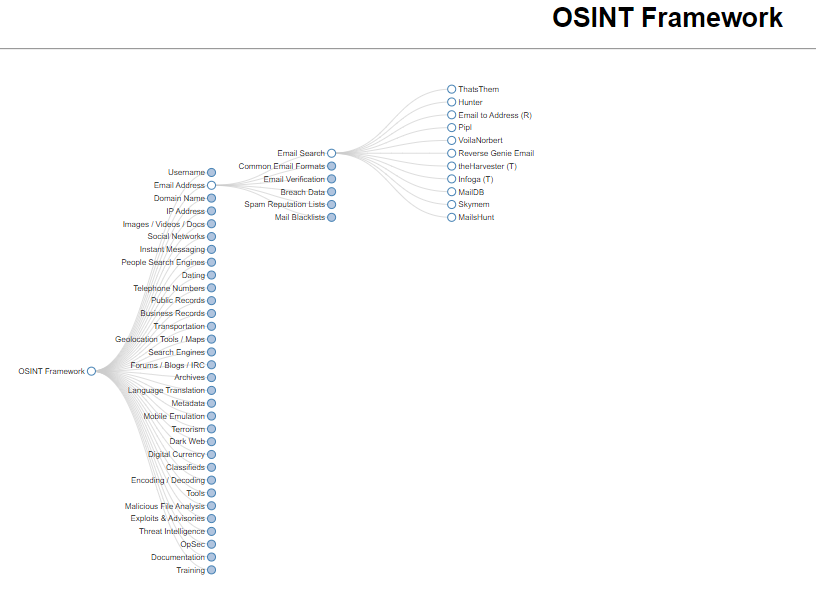 OSINT Framework
ThatsThem
Hunter
Email to Address (R)
Pipl
VoilaNorbert
Email Search
Reverse Genie Email
Common Email Formats
theHarvester (T)
Username
Email Verification
Infoga (T)
Email Address
Breach Data
MailDB
Domain Name
Spam Reputation Lists
Skymem
IP Address
Mail Blacklists
MailsHunt
Images / Videos / Docs
Social Networks
Instant Messaging
People Search Engines
Dating
Telephone Numbers
Public Records
Business Records
Transportation
Geolocation Tools / Maps
Search Engines
Forums / Blogs / IRC
OSINT Framework
Archives
Language Translation
Metadata
Mobile Emulation
Terrorism
Dark Web
Digital Currency
Classifieds
Encoding / Decoding
Tools
Malicious File Analysis
Exploits & Advisories
Threat Intelligence
OpSec
Documentation
Training